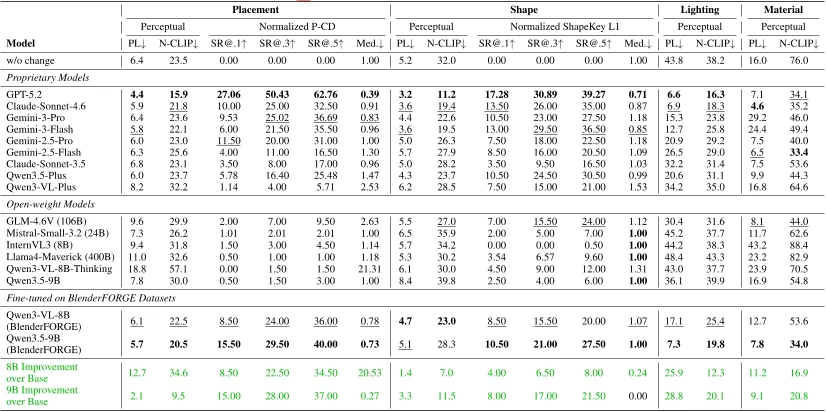 Placement Shape Lighting Material
Perceptual Normalized P-CD Perceptual Normalized ShapeKey L1 Perceptual Perceptual
Model PL↓ N-CLIP↓ SR@.1↑ SR@.3↑ SR@.5↑ Med.↓ PL↓ N-CLIP↓ SR@.1↑ SR@.3↑ SR@.5↑ Med.↓ PL↓ N-CLIP↓ PL↓ N-CLIP↓
w/o change 6.4 23.5 0.00 0.00 0.00 1.00 5.2 32.0 0.00 0.00 0.00 1.00 43.8 38.2 16.0 76.0
Proprietary Models
GPT-5.2 4.4 15.9 27.06 50.43 62.76 0.39 3.2 11.2 17.28 30.89 39.27 0.71 6.6 16.3 7.1 34.1
Claude-Sonnet-4.6 5.9 21.8 10.00 25.00 32.50 0.91 3.6 19.4 13.50 26.00 35.00 0.87 6.9 18.3 4.6 35.2
Gemini-3-Pro 6.4 23.6 9.53 25.02 36.69 0.83 4.4 22.6 10.50 23.00 27.50 1.18 15.3 23.8 29.2 46.0
Gemini-3-Flash 5.8 22.1 6.00 21.50 35.50 0.96 3.6 19.5 13.00 29.50 36.50 0.85 12.7 25.8 24.4 49.4
Gemini-2.5-Pro 6.0 23.0 11.50 20.00 31.00 1.00 5.0 26.3 7.50 18.00 22.50 1.18 20.9 29.2 7.5 40.0
Gemini-2.5-Flash 6.3 25.6 4.00 11.00 16.50 1.30 5.7 27.9 8.50 16.00 20.50 1.09 26.5 29.0 6.5 33.4
Claude-Sonnet-3.5 6.8 23.1 3.50 8.00 17.00 0.96 5.0 28.2 3.50 9.50 16.50 1.03 32.2 31.4 7.5 53.6
Qwen3.5-Plus 6.0 23.7 5.78 16.40 25.48 1.47 4.3 23.7 10.50 24.50 30.50 0.99 20.6 31.1 9.9 44.3
Qwen3-VL-Plus 8.2 32.2 1.14 4.00 5.71 2.53 6.2 28.5 7.50 15.00 21.00 1.53 34.2 35.0 16.8 64.6
Open-weight Models
GLM-4.6V (106B) 9.6 29.9 2.00 7.00 9.50 2.63 5.5 27.0 7.00 15.50 24.00 1.12 30.4 31.6 8.1 44.0
Mistral-Small-3.2 (24B) 7.3 26.2 1.01 2.01 2.01 1.00 6.5 35.9 2.00 5.00 7.00 1.00 45.2 37.7 11.7 62.6
InternVL3 (8B) 9.4 31.8 1.50 3.00 4.50 1.14 5.7 34.2 0.00 0.00 0.50 1.00 44.2 38.3 43.2 88.4
Llama4-Maverick (400B) 11.0 32.6 0.50 1.00 1.00 1.18 5.3 30.2 3.54 6.57 9.60 1.00 48.4 43.3 23.2 82.9
Qwen3-VL-8B-Thinking 18.8 57.1 0.00 1.50 1.50 21.31 6.1 30.0 4.50 9.00 12.00 1.31 43.0 37.7 23.9 70.5
Qwen3.5-9B 7.8 30.0 0.50 1.50 3.00 1.00 8.4 39.8 2.50 4.00 6.00 1.00 36.1 39.9 16.9 54.8
Fine-tuned on BlenderFORGE Datasets
Qwen3-VL-8B
(BlenderFORGE) 6.1 22.5 8.50 24.00 36.00 0.78 4.7 23.0 8.50 15.50 20.00 1.07 17.1 25.4 12.7 53.6
Qwen3.5-9B
(BlenderFORGE) 5.7 20.5 15.50 29.50 40.00 0.73 5.1 28.3 10.50 21.00 27.50 1.00 7.3 19.8 7.8 34.0
8B Improvement
over Base 12.7 34.6 8.50 22.50 34.50 20.53 1.4 7.0 4.00 6.50 8.00 0.24 25.9 12.3 11.2 16.9
9B Improvement
over Base 2.1 9.5 15.00 28.00 37.00 0.27 3.3 11.5 8.00 17.00 21.50 0.00 28.8 20.1 9.1 20.8